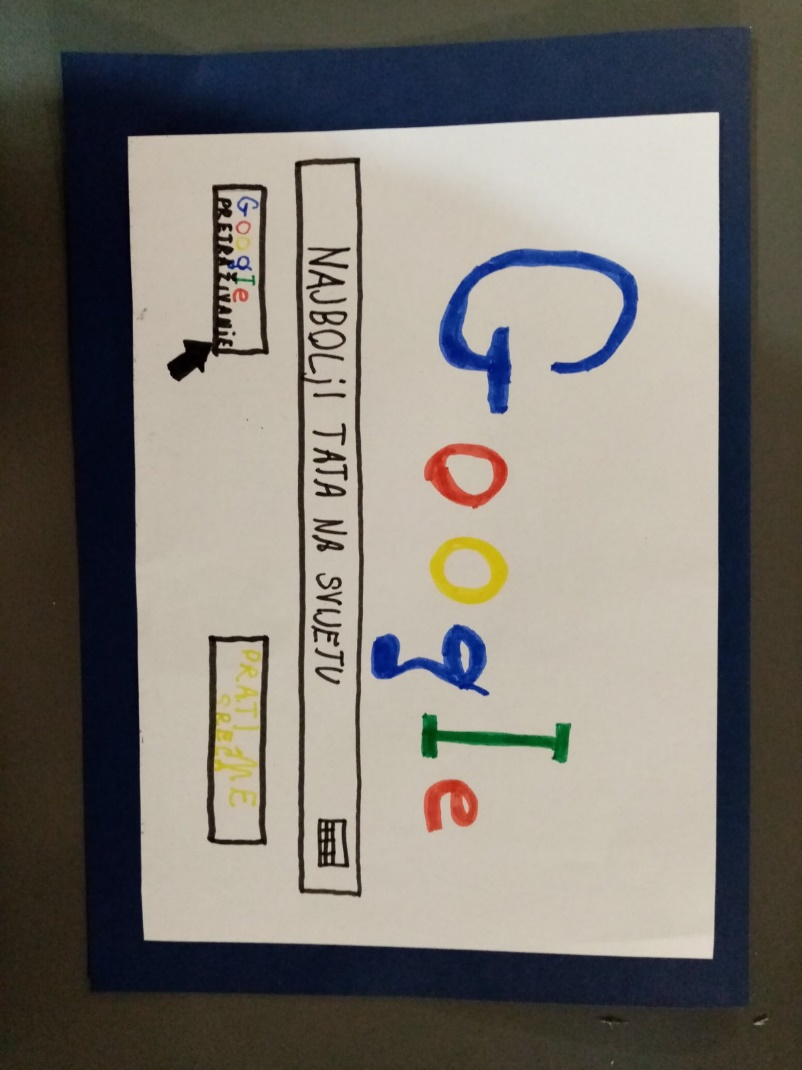 Google
NAJBOLjI TATA NA SVIJETU
Google
PRETRAŽIVANjE
PRATI ME
SREĆA